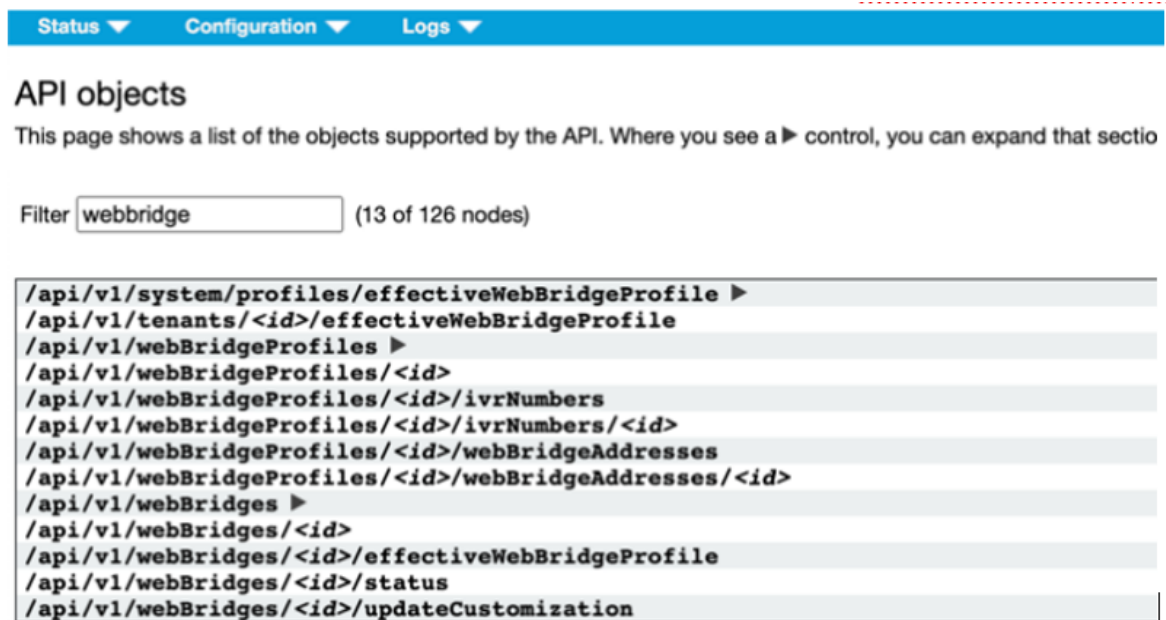 Status ▼ Configuration ▼ Logs ▼
API objects
This page shows a list of the objects supported by the API. Where you see a ▶ control, you can expand that sectio
Filter webbridge (13 of 126 nodes)
/api/v1/system/profiles/effectiveWebBridgeProfile ▶
/api/v1/tenants/<id>/effectiveWebBridgeProfile
/api/v1/webBridgeProfiles ▶
/api/v1/webBridgeProfiles/<id>
/api/v1/webBridgeProfiles/<id>/ivrNumbers
/api/v1/webBridgeProfiles/<id>/ivrNumbers/<id>
/api/v1/webBridgeProfiles/<id>/webBridgeAddresses
/api/v1/webBridgeProfiles/<id>/webBridgeAddresses/<id>
/api/v1/webBridges ▶
/api/v1/webBridges/<id>
/api/v1/webBridges/<id>/effectiveWebBridgeProfile
/api/v1/webBridges/<id>/status
/api/v1/webBridges/<id>/updateCustomization